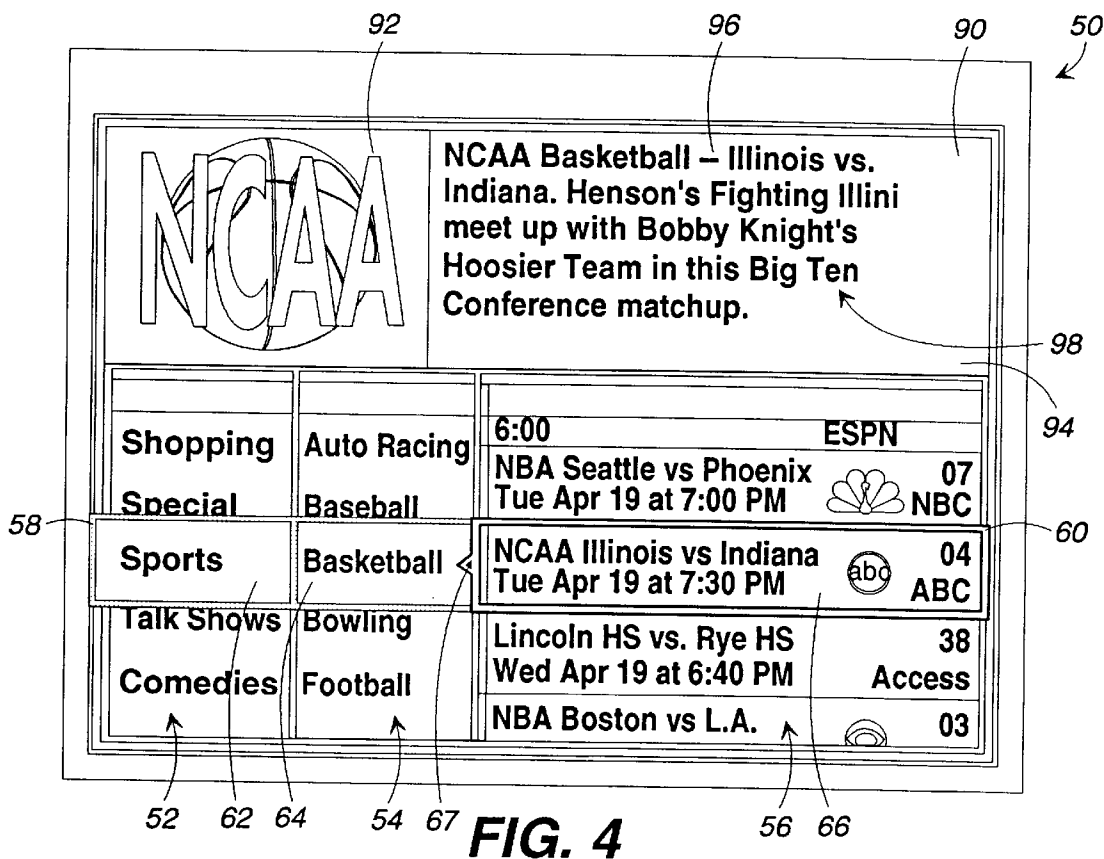 92
96
90
50
NCAA
NCAA Basketball – Illinois vs.
Indiana. Henson's Fighting Illini
meet up with Bobby Knight's
Hoosier Team in this Big Ten
Conference matchup.
98
94
Shopping
Special
Sports
Talk Shows
Comedies
Auto Racing
Baseball
Basketball
Bowling
Football
6:00 ESPN
NBA Seattle vs Phoenix 07
Tue Apr 19 at 7:00 PM NBC
NCAA Illinois vs Indiana 04
Tue Apr 19 at 7:30 PM abc ABC
Lincoln HS vs. Rye HS 38
Wed Apr 19 at 6:40 PM Access
NBA Boston vs L.A. 03
58
60
52
62
64
54
67
56
66
FIG. 4